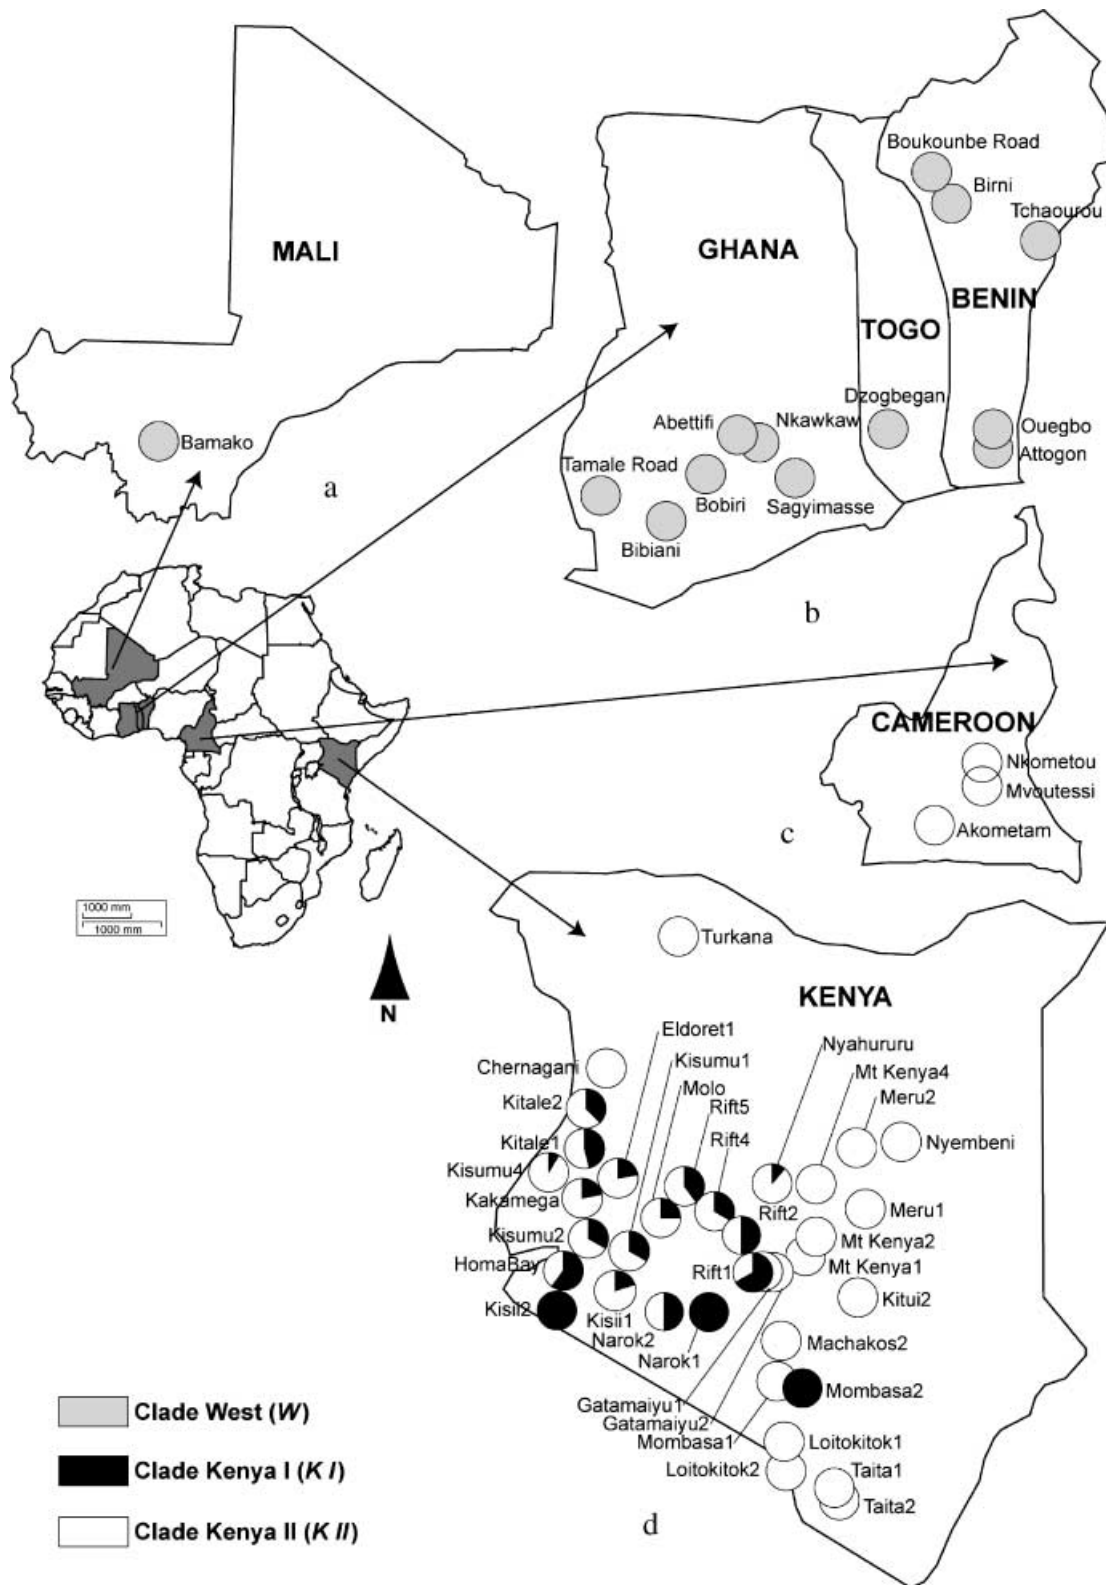 MALI
Bamako
a
GHANA
TOGO
BENIN
Boukounbe Road
Birni
Tchaourou
Dzogbegan
Abettifi
Nkawkaw
Ouegbo
Attogon
Tamale Road
Bobiri
Sagyimasse
Bibiani
b
CAMEROON
Nkometou
Mvoutessi
Akometam
c
1000 mm
1000 mm
N
KENYA
Turkana
Eldoret1
Kisumu1
Molo
Rift5
Rift4
Nyahururu
Mt Kenya4
Meru2
Nyembeni
Chernagani
Kitale2
Kitale1
Kisumu4
Kakamega
Kisumu2
HomaBay
Kisii2
Kisii1
Narok2
Narok1
Rift2
Rift1
Meru1
Mt Kenya2
Mt Kenya1
Kitui2
Machakos2
Mombasa2
Gatamaiyu1
Gatamaiyu2
Mombasa1
Loitokitok1
Loitokitok2
Taita1
Taita2
d
Clade West (W)
Clade Kenya I (K I)
Clade Kenya II (K II)